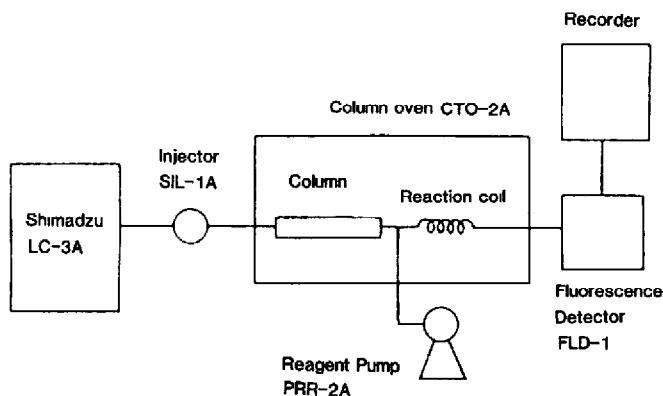 Recorder
Column oven CTO-2A
Injector
SIL-1A
Column
Reaction coil
Shimadzu
LC-3A
Fluorescence
Detector
FLD-1
Reagent Pump
PRR-2A